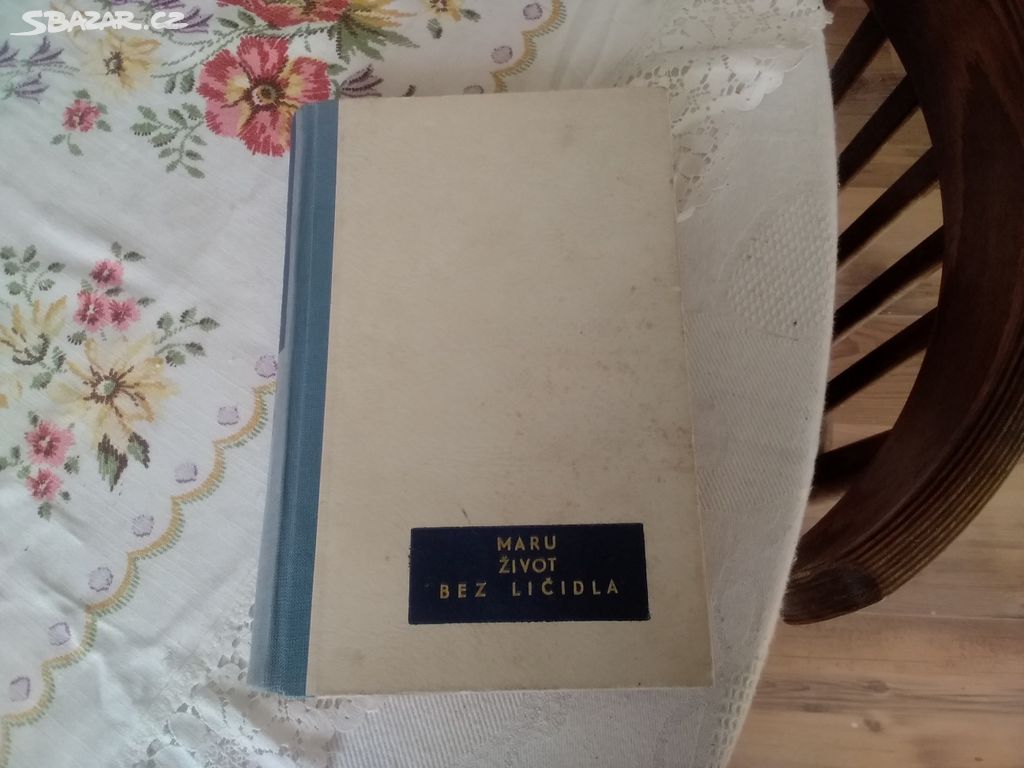 SBAZAR.CZ
MARU
ŽIVOT
BEZ LIČIDLA